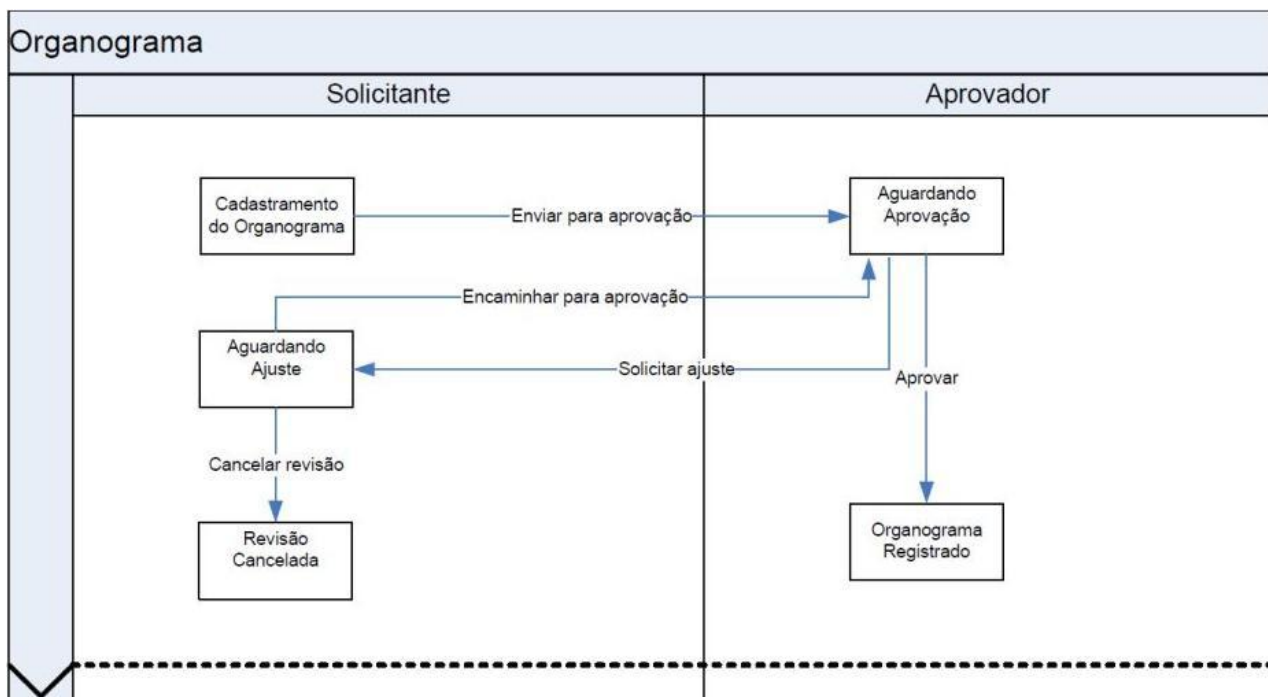 Organograma
Solicitante
Aprovador
Cadastramento
do Organograma
Enviar para aprovação
Aguardando
Aprovação
Encaminhar para aprovação
Aguardando
Ajuste
Solicitar ajuste
Aprovar
Cancelar revisão
Revisão
Cancelada
Organograma
Registrado